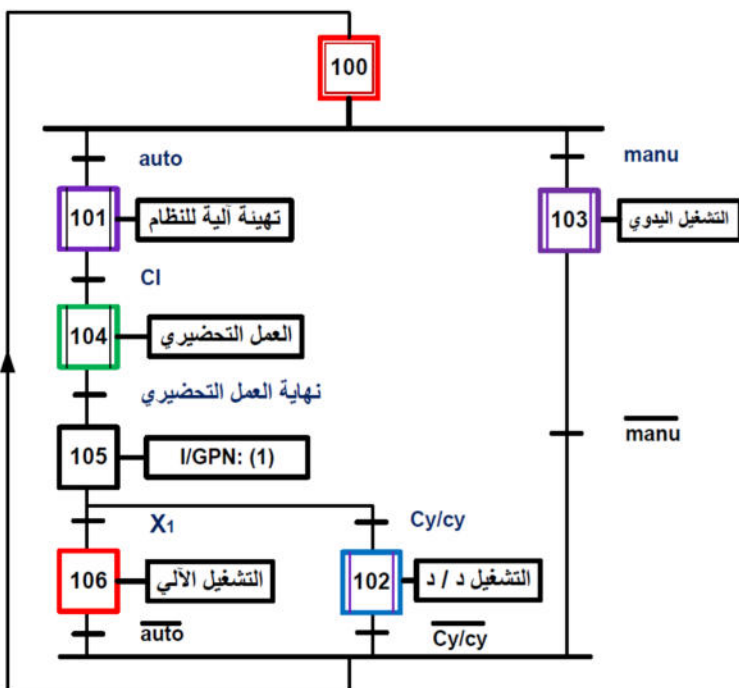 100
auto
manu
101
تهيئة آلية للنظام
103
التشغيل اليدوي
CI
104
العمل التحضيري
نهاية العمل التحضيري
manu
105
I/GPN: (1)
X1
Cy/cy
106
التشغيل الآلي
102
التشغيل د / د
auto
Cy/cy